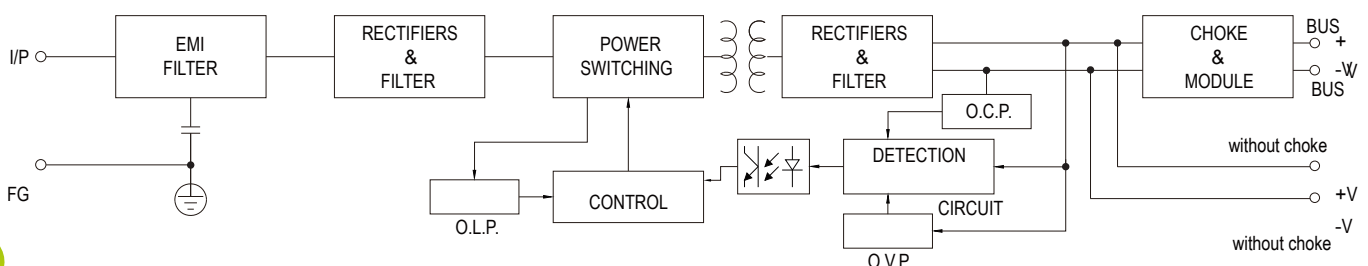 I/P
EMI
FILTER
RECTIFIERS
&
FILTER
POWER
SWITCHING
RECTIFIERS
&
FILTER
CHOKE
&
MODULE
BUS
+
-V
V
BUS
O.C.P.
DETECTION
CIRCUIT
without choke
+V
-V
without choke
FG
O.L.P.
CONTROL
O.V.P.